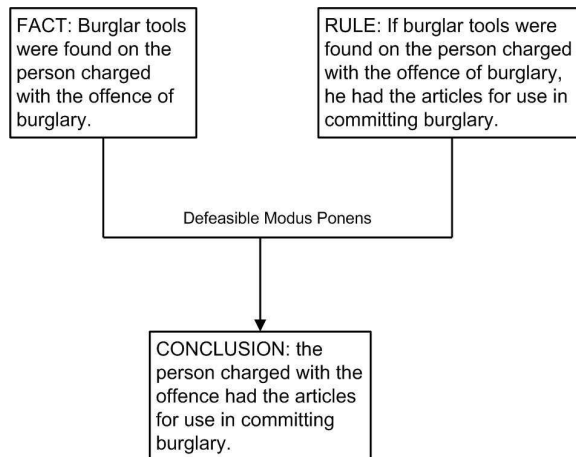 FACT: Burglar tools
were found on the
person charged
with the offence of
burglary.
RULE: If burglar tools were
found on the person charged
with the offence of burglary,
he had the articles for use in
committing burglary.
Defeasible Modus Ponens
CONCLUSION: the
person charged with the
offence had the articles
for use in committing
burglary.